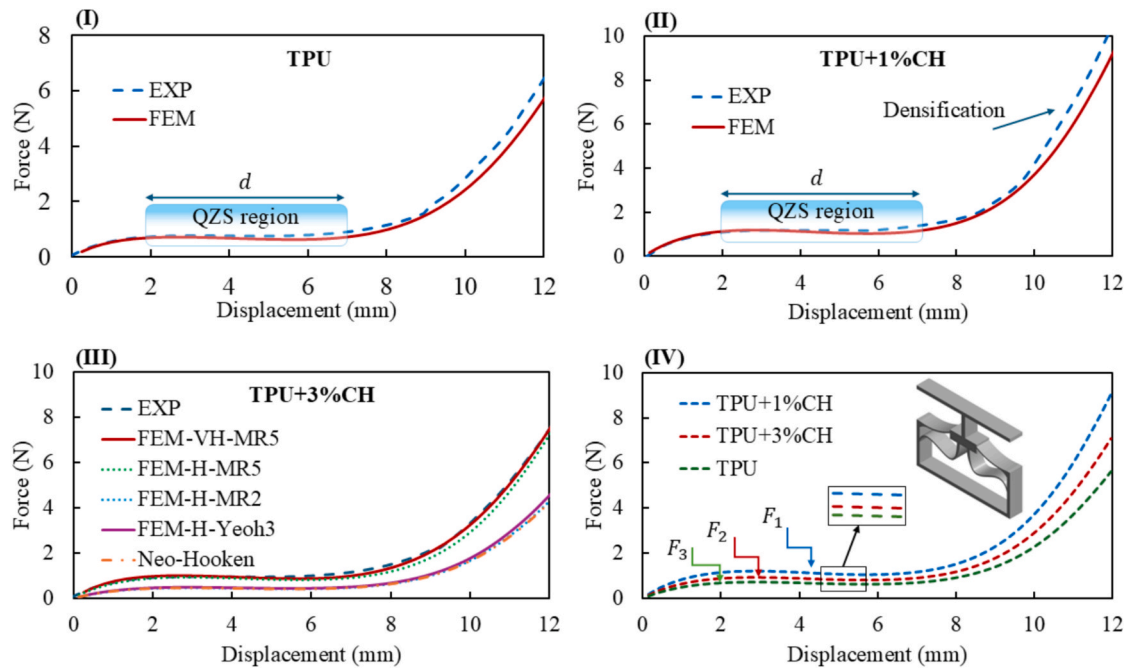 (I)
TPU
EXP
FEM
d
QZS region
Force (N)
8
6
4
2
0
0 2 4 6 8 10 12
Displacement (mm)
(II)
TPU+1%CH
EXP
FEM
Densification
d
QZS region
Force (N)
10
8
6
4
2
0
0 2 4 6 8 10 12
Displacement (mm)
(III)
TPU+3%CH
EXP
FEM-VH-MR5
FEM-H-MR5
FEM-H-MR2
FEM-H-Yeoh3
Neo-Hooken
Force (N)
10
8
6
4
2
0
0 2 4 6 8 10 12
Displacement (mm)
(IV)
TPU+1%CH
TPU+3%CH
TPU
F1
F2
F3
Force (N)
10
8
6
4
2
0
0 2 4 6 8 10 12
Displacement (mm)